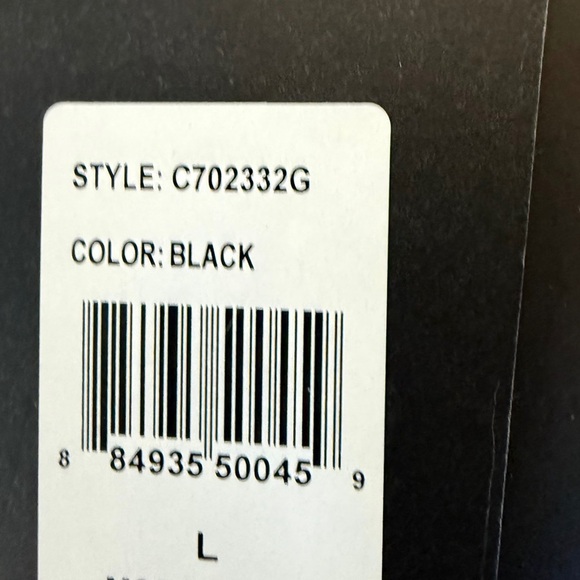 STYLE: C702332G
COLOR: BLACK
8 84935 50045 9
L